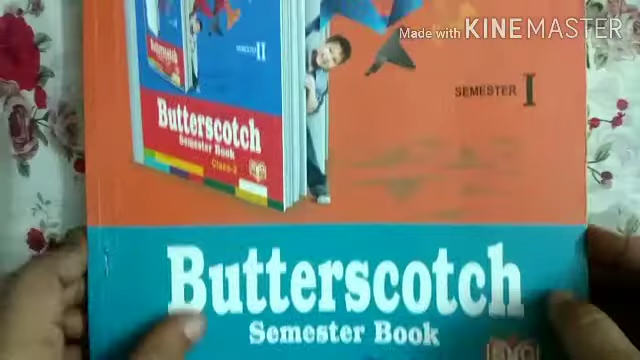 Made with KINEMASTER
SEMESTER II
SEMESTER I
Butterscotch
Semester Book
Class-2
Butterscotch
Semester Book